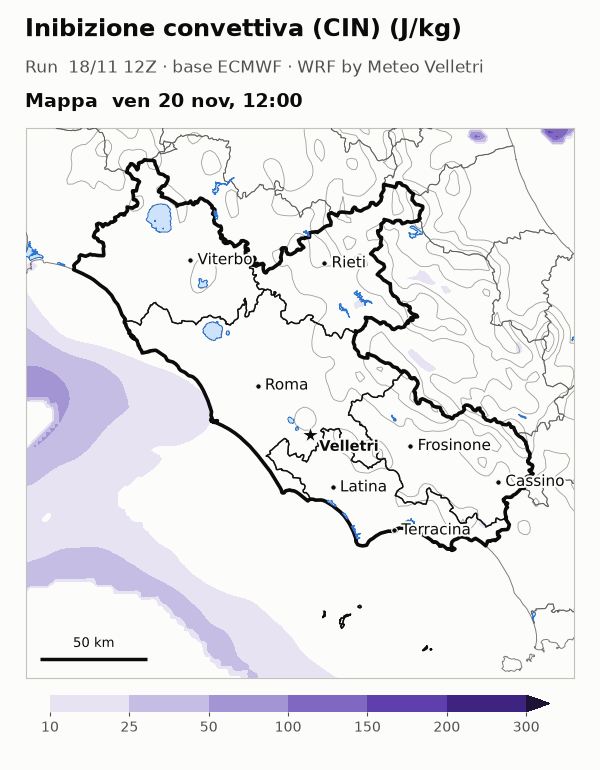 Inibizione convettiva (CIN) (J/kg)
Run  18/11 12Z · base ECMWF · WRF by Meteo Velletri
Mappa  ven 20 nov, 12:00
Viterbo
Rieti
Roma
Velletri
Frosinone
Cassino
Latina
Terracina
50 km
10 25 50 100 150 200 300